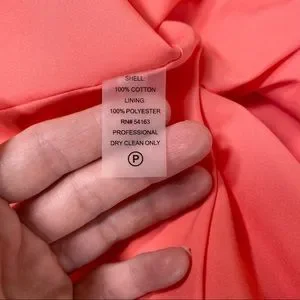 SHELL:
100% COTTON
LINING
100% POLYESTER
RN# 54163
PROFESSIONAL
DRY CLEAN ONLY
P